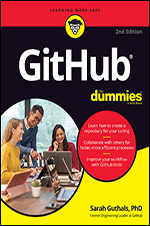 LEARNING MADE EASY
2nd Edition
GitHub®
for
dummies
A Wiley Brand
Learn how to create a
repository for your coding
Collaborate with others for
faster, more efficient processes
Improve your workflow
with GitHub tools
Sarah Guthals, PhD
Former Engineering Leader at GitHub